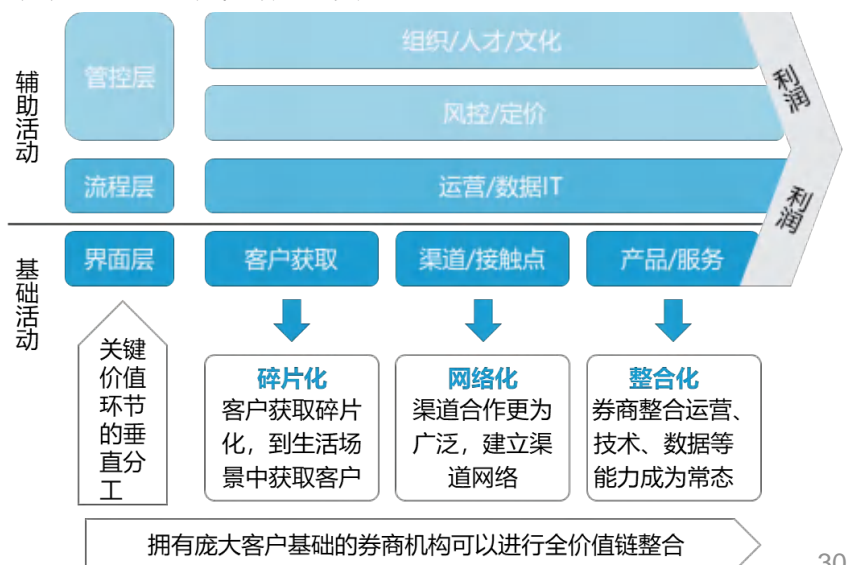 辅助活动
管控层
组织/人才/文化
风控/定价
利润
流程层
运营/数据IT
利润
基础活动
界面层
客户获取
渠道/接触点
产品/服务
关键
价值
环节
的垂
直分
工
碎片化
客户获取碎片
化，到生活场
景中获取客户
网络化
渠道合作更为
广泛，建立渠
道网络
整合化
券商整合运营、
技术、数据等
能力成为常态
拥有庞大客户基础的券商机构可以进行全价值链整合
30